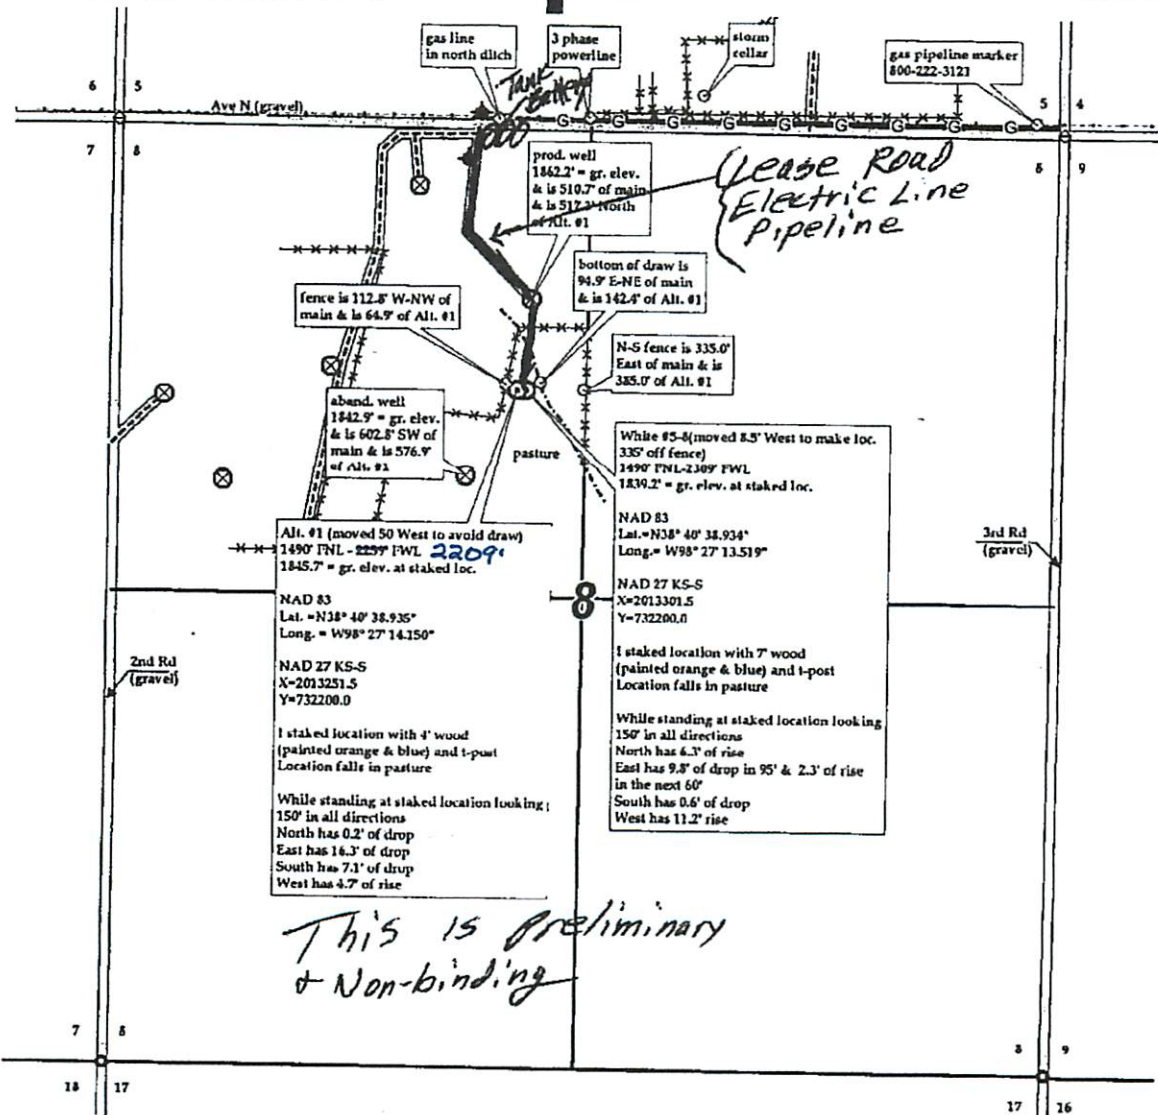 gas line
in north ditch
3 phase
powerline
storm
cellar
gas pipeline marker
800-222-3121
Tank
Battery
6 5
5 4
Ave N (gravel)
G G G G G G G G G
7 8
8 9
prod. well
1862.2' = gr. elev.
& is 510.7' of main
& is 517.3' North
of Alt. #1
Lease Road
Electric Line
Pipeline
bottom of draw is
94.9' E-NE of main
& is 142.4' of Alt. #1
fence is 112.8' W-NW of
main & is 64.9' of Alt. #1
N-S fence is 335.0'
East of main & is
385.0' of Alt. #1
aband. well
1842.9' = gr. elev.
& is 602.8' SW of
main & is 576.9'
of Alt. #1
pasture
White #5-8(moved 8.5' West to make loc.
335' off fence)
1490' FNL-2309' FWL
1839.2' = gr. elev. at staked loc.
NAD 83
Lat.=N38° 40' 38.934"
Long.= W98° 27' 13.519"
NAD 27 KS-S
X=2013301.5
Y=732200.0
I staked location with 7' wood
(painted orange & blue) and t-post
Location falls in pasture
While standing at staked location looking
150' in all directions
North has 6.3' of rise
East has 9.8' of drop in 95' & 2.3' of rise
in the next 60'
South has 0.6' of drop
West has 11.2' rise
Alt. #1 (moved 50 West to avoid draw)
1490' FNL - 2259' FWL 2209'
1845.7' = gr. elev. at staked loc.
NAD 83
Lat. =N38° 40' 38.935"
Long. = W98° 27' 14.150"
NAD 27 KS-S
X=2013251.5
Y=732200.0
I staked location with 4' wood
(painted orange & blue) and t-post
Location falls in pasture
While standing at staked location looking
150' in all directions
North has 0.2' of drop
East has 16.3' of drop
South has 7.1' of drop
West has 4.7' of rise
8
3rd Rd
(gravel)
2nd Rd
(gravel)
This is Preliminary
& Non-binding
7 8
8 9
18 17
17 16